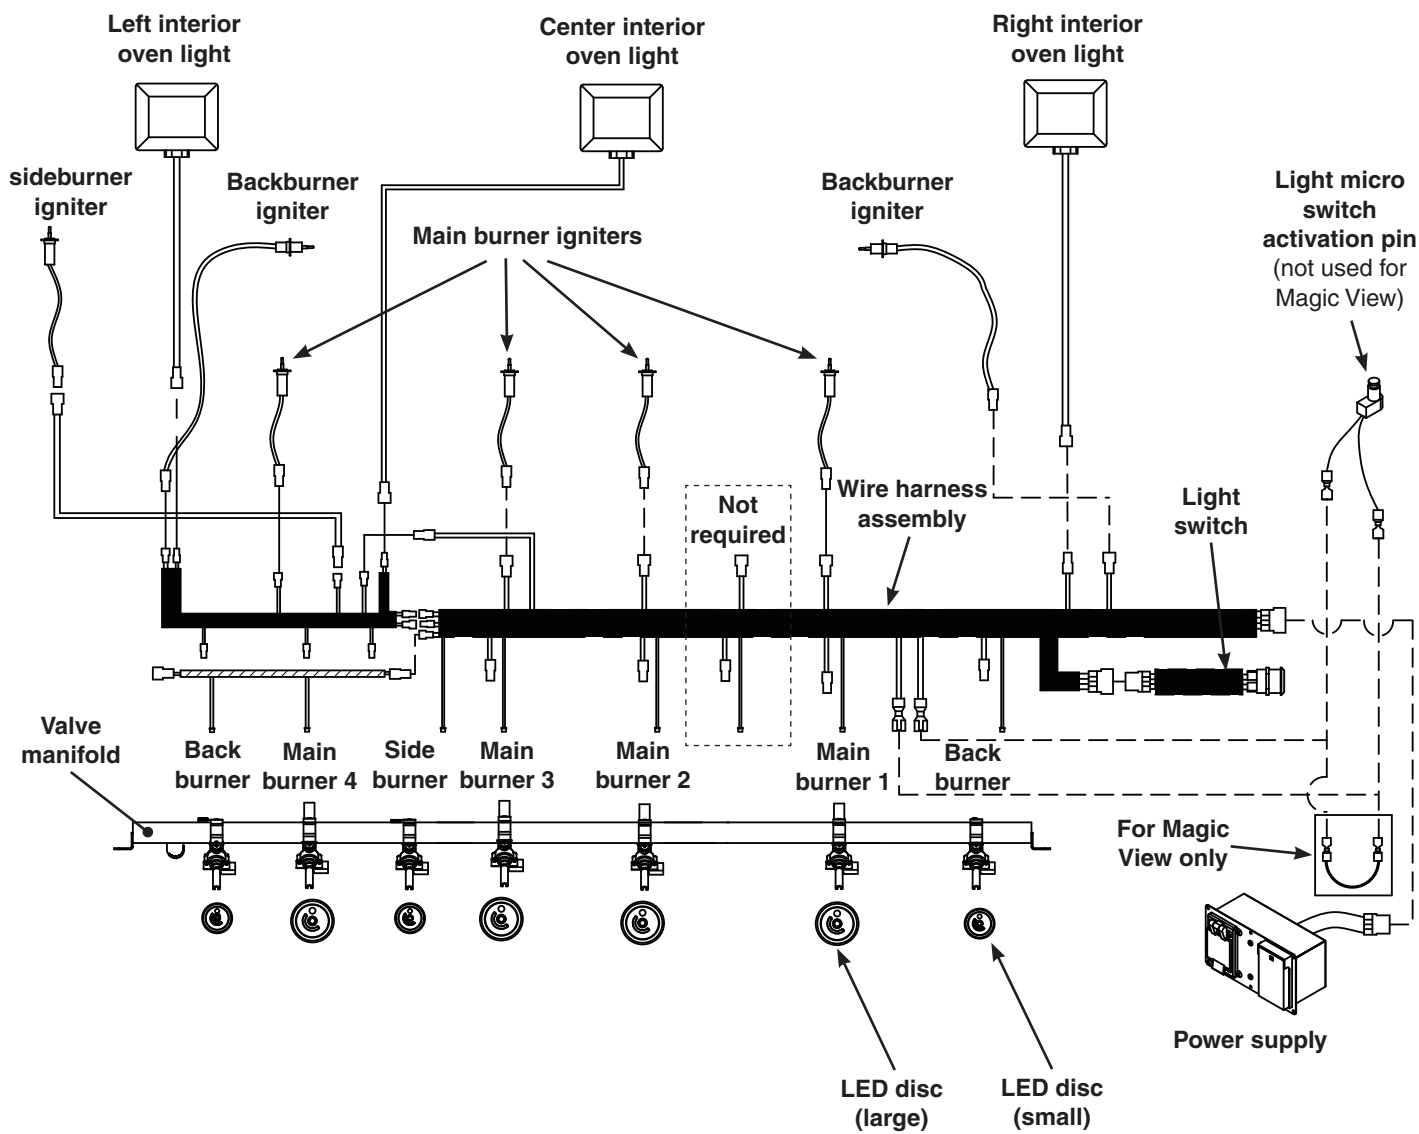 Left interior
oven light
Center interior
oven light
Right interior
oven light
sideburner
igniter
Backburner
igniter
Main burner igniters
Backburner
igniter
Light micro
switch
activation pin
(not used for
Magic View)
Not
required
Wire harness
assembly
Light
switch
Valve
manifold
Back
burner
Main
burner 4
Side
burner
Main
burner 3
Main
burner 2
Main
burner 1
Back
burner
For Magic
View only
Power supply
LED disc
(large)
LED disc
(small)